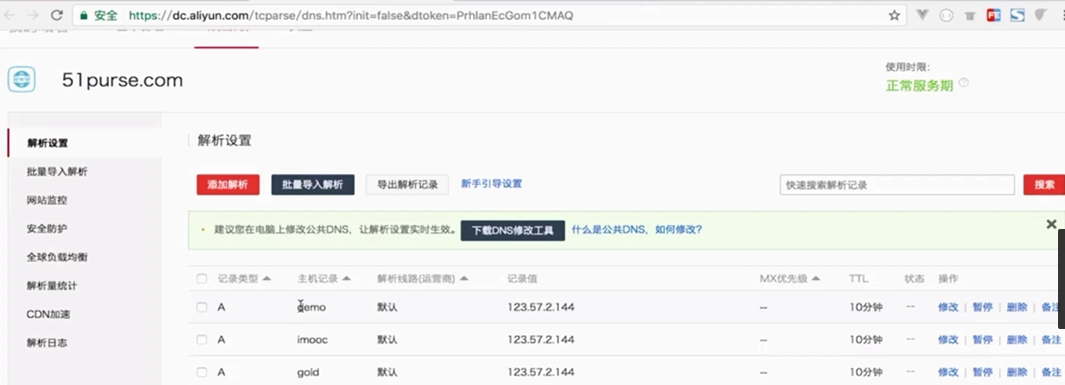 安全 https://dc.aliyun.com/tcparse/dns.htm?init=false&dtoken=PrhlanEcGom1CMAQ
51purse.com
使用时限:
正常服务期
解析设置
批量导入解析
网站监控
安全防护
全球负载均衡
解析量统计
CDN加速
解析日志
解析设置
添加解析 批量导入解析 导出解析记录 新手引导设置 快速搜索解析记录 搜索
建议您在电脑上修改公共DNS，让解析设置实时生效。 下载DNS修改工具 什么是公共DNS，如何修改?
记录类型 主机记录 解析线路(运营商) 记录值 MX优先级 TTL 状态 操作
A demo 默认 123.57.2.144 -- 10分钟 -- 修改 | 暂停 | 删除 | 备注
A imooc 默认 123.57.2.144 -- 10分钟 -- 修改 | 暂停 | 删除 | 备注
A gold 默认 123.57.2.144 -- 10分钟 -- 修改 | 暂停 | 删除 | 备注